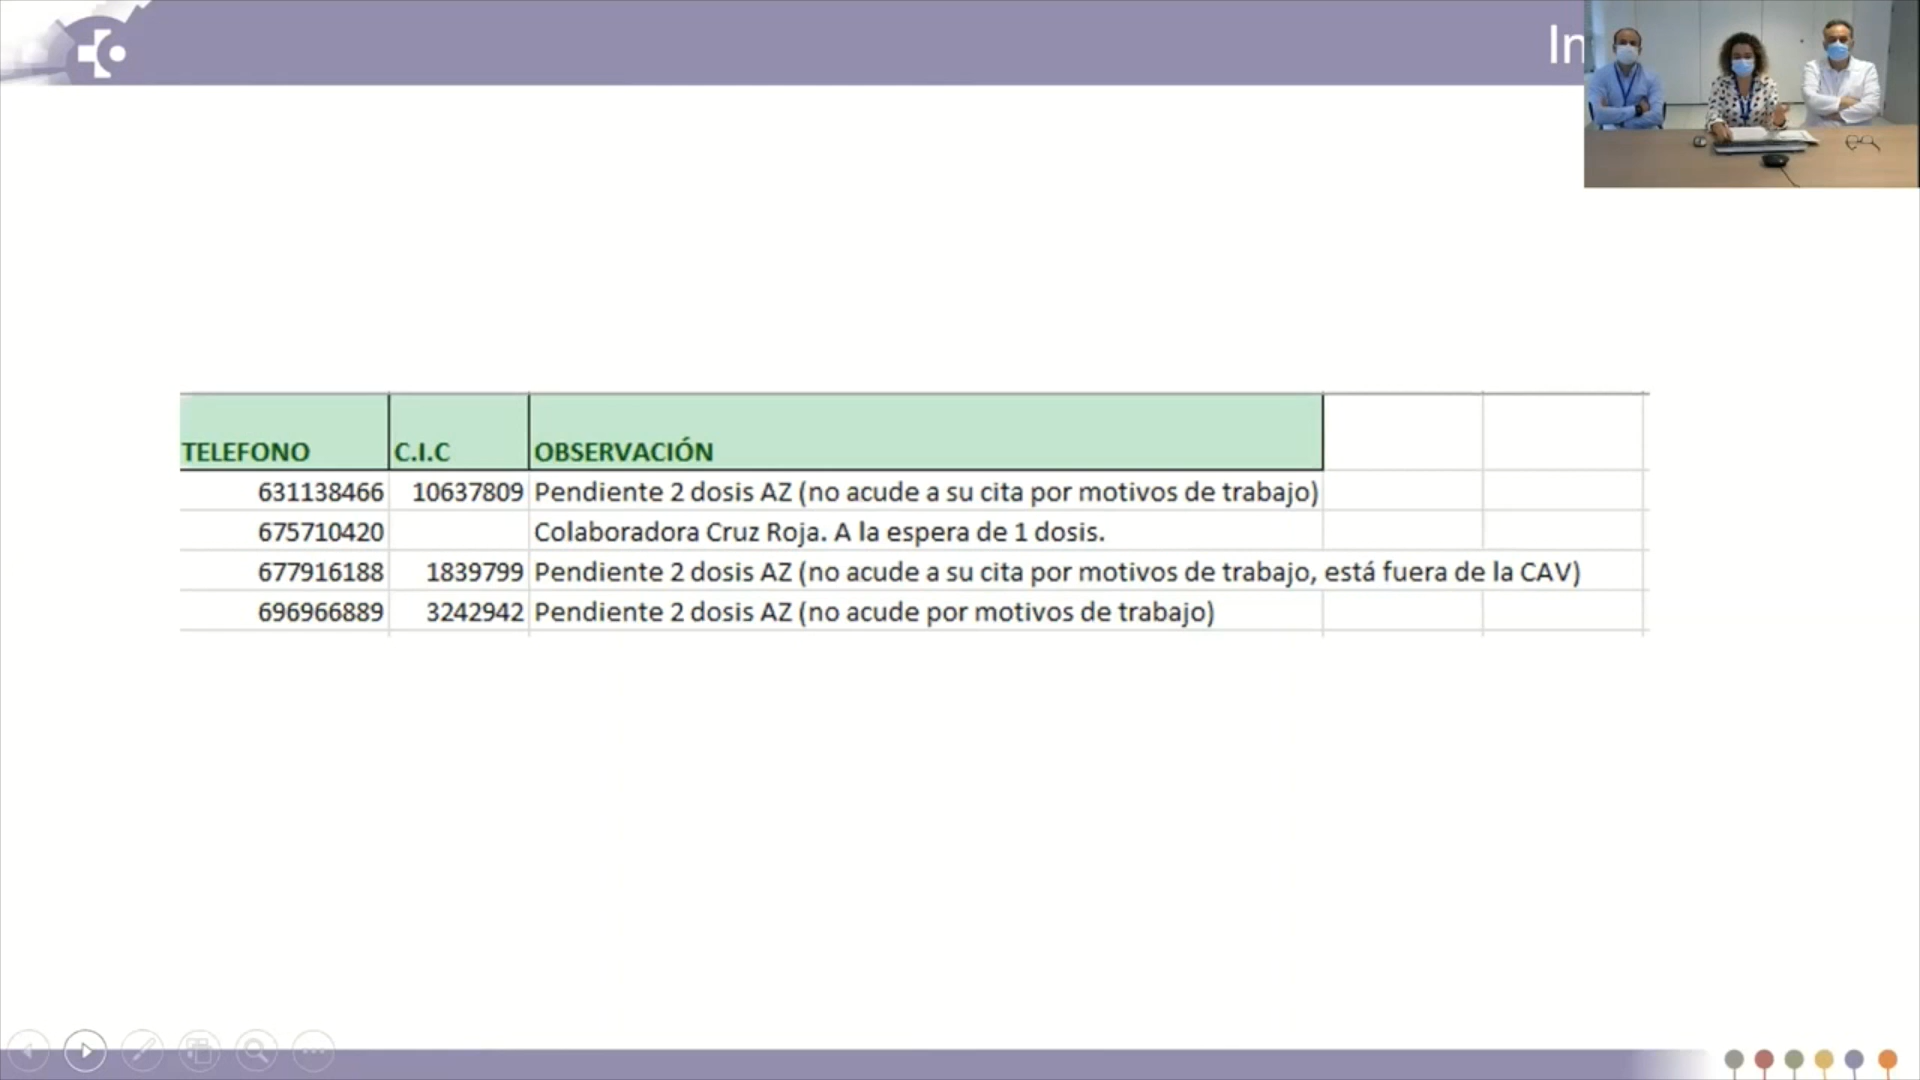 In
TELEFONO C.I.C OBSERVACIÓN
631138466 10637809 Pendiente 2 dosis AZ (no acude a su cita por motivos de trabajo)
675710420 Colaboradora Cruz Roja. A la espera de 1 dosis.
677916188 1839799 Pendiente 2 dosis AZ (no acude a su cita por motivos de trabajo, está fuera de la CAV)
696966889 3242942 Pendiente 2 dosis AZ (no acude por motivos de trabajo)